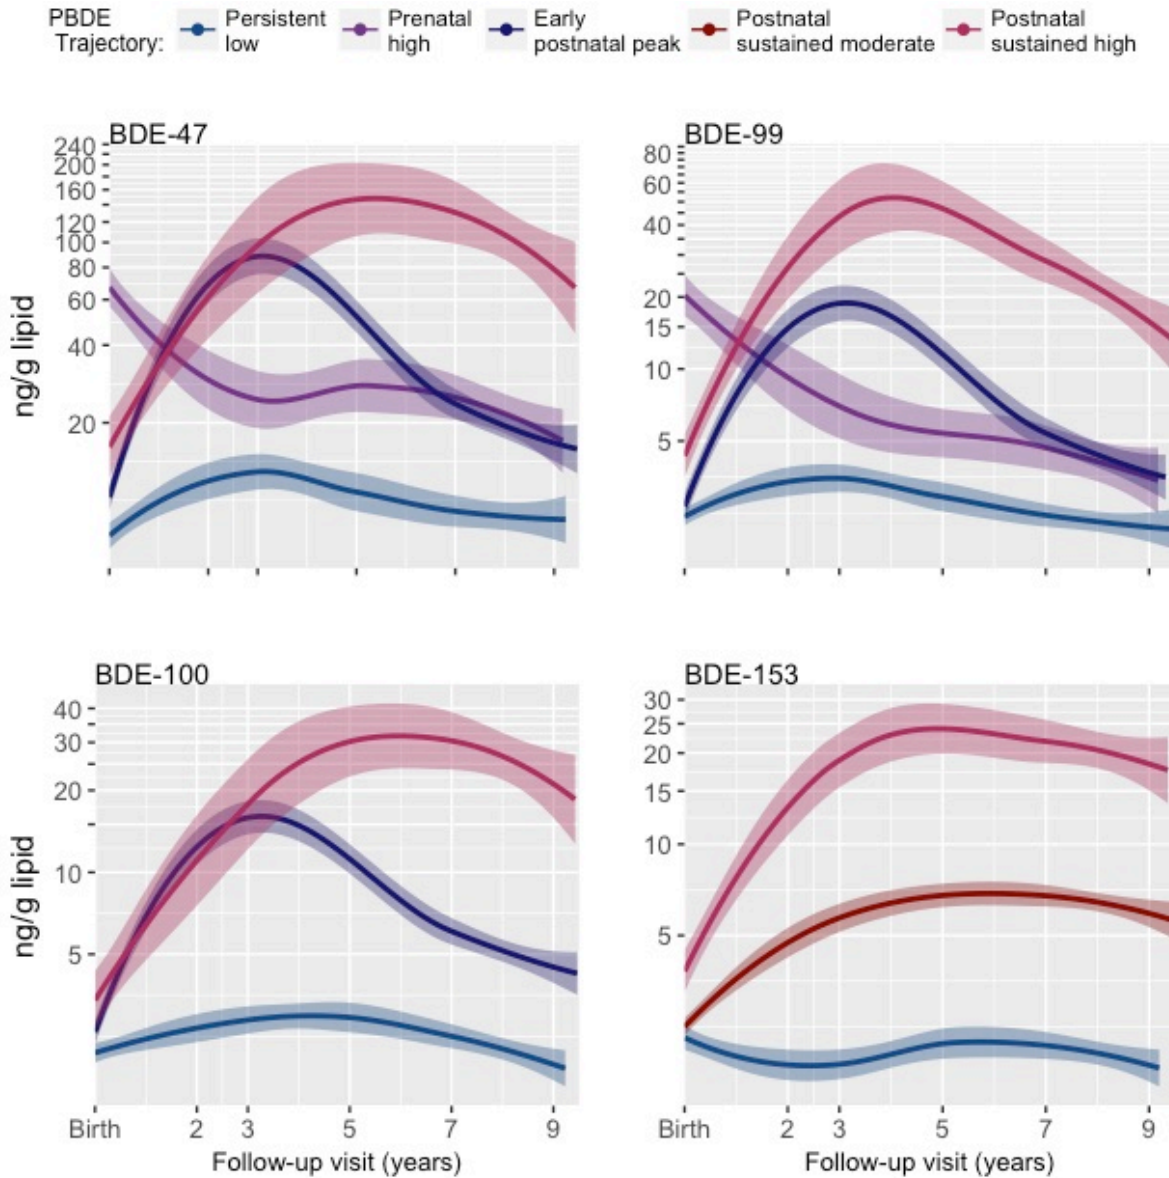 PBDE
Trajectory:
Persistent
low
Prenatal
high
Early
postnatal peak
Postnatal
sustained moderate
Postnatal
sustained high
BDE-47
240
200
160
120
100
80
60
40
20
ng/g lipid
BDE-99
80
60
40
20
15
10
5
BDE-100
40
30
20
10
5
ng/g lipid
Birth 2 3 5 7 9
Follow-up visit (years)
BDE-153
30
25
20
15
10
5
Birth 2 3 5 7 9
Follow-up visit (years)